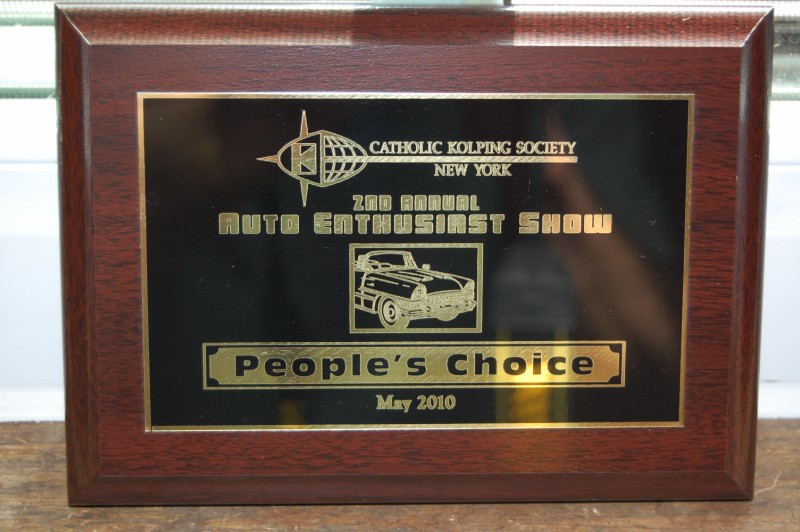 K
CATHOLIC KOLPING SOCIETY
NEW YORK
2ND ANNUAL
AUTO ENTHUSIAST SHOW
People's Choice
May 2010